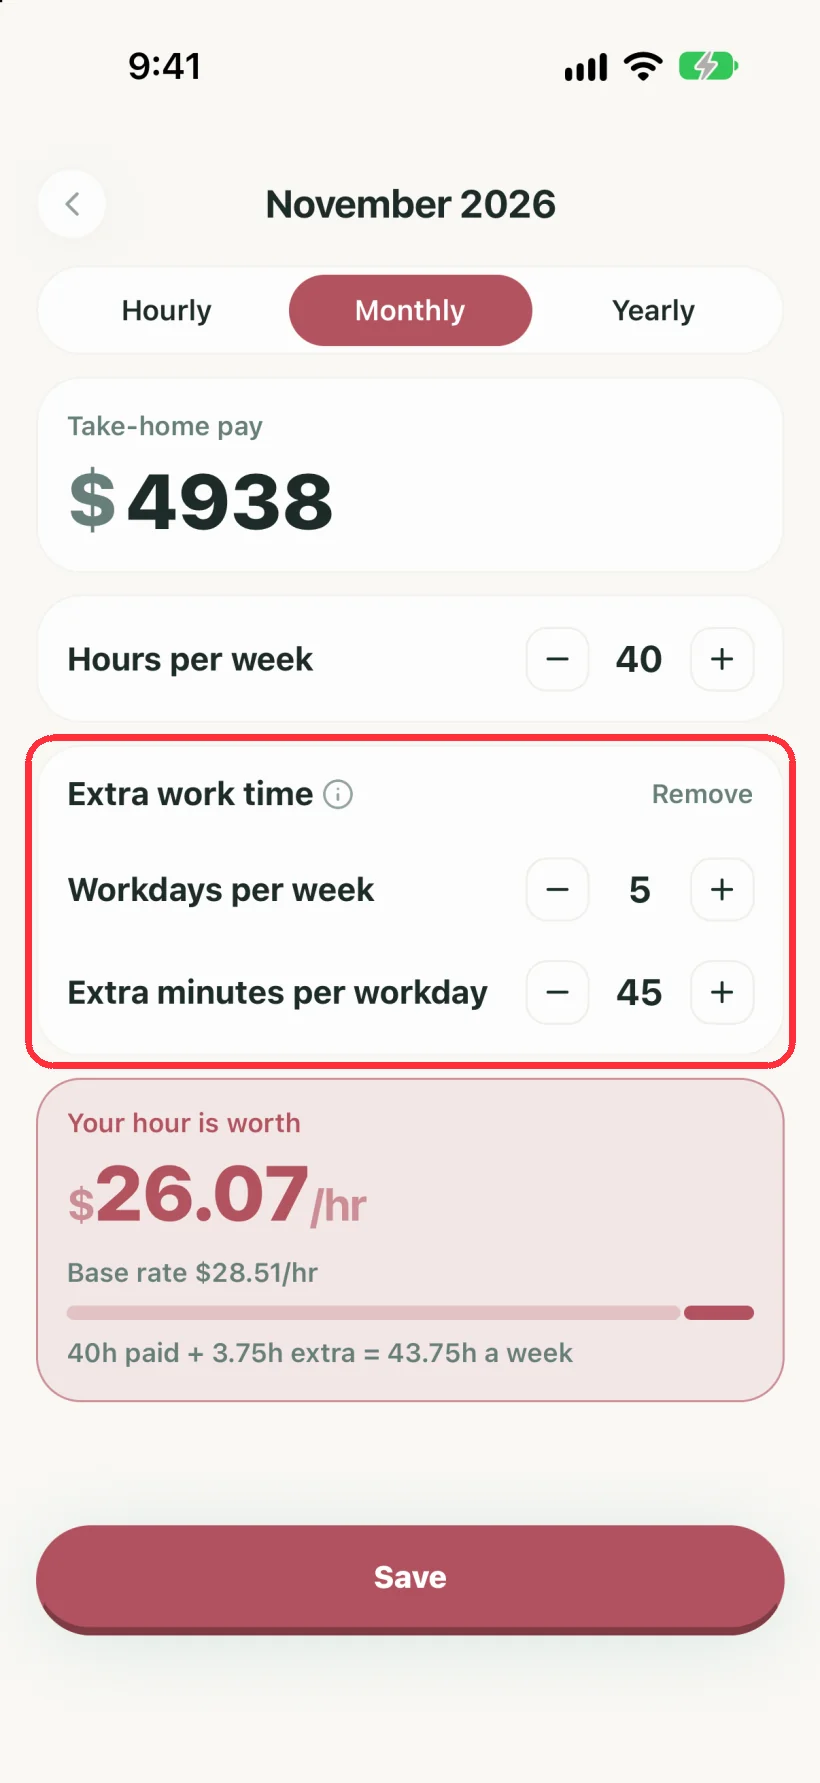 9:41
November 2026
Hourly Monthly Yearly
Take-home pay
$4938
Hours per week − 40 +
Extra work time Remove
Workdays per week − 5 +
Extra minutes per workday − 45 +
Your hour is worth
$26.07/hr
Base rate $28.51/hr
40h paid + 3.75h extra = 43.75h a week
Save